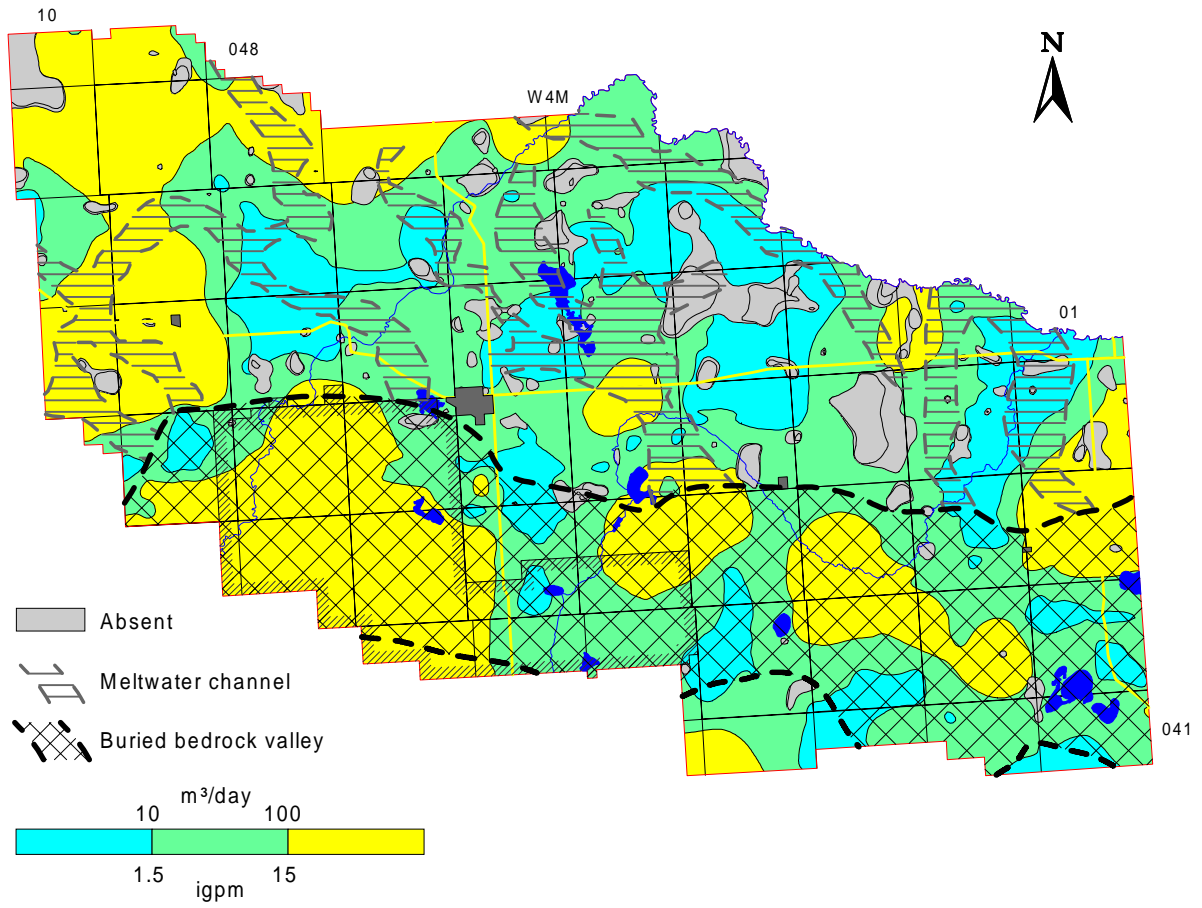 10
048
N
W4M
01
Absent
Meltwater channel
Buried bedrock valley
041
m³/day
10 100
1.5 15
igpm